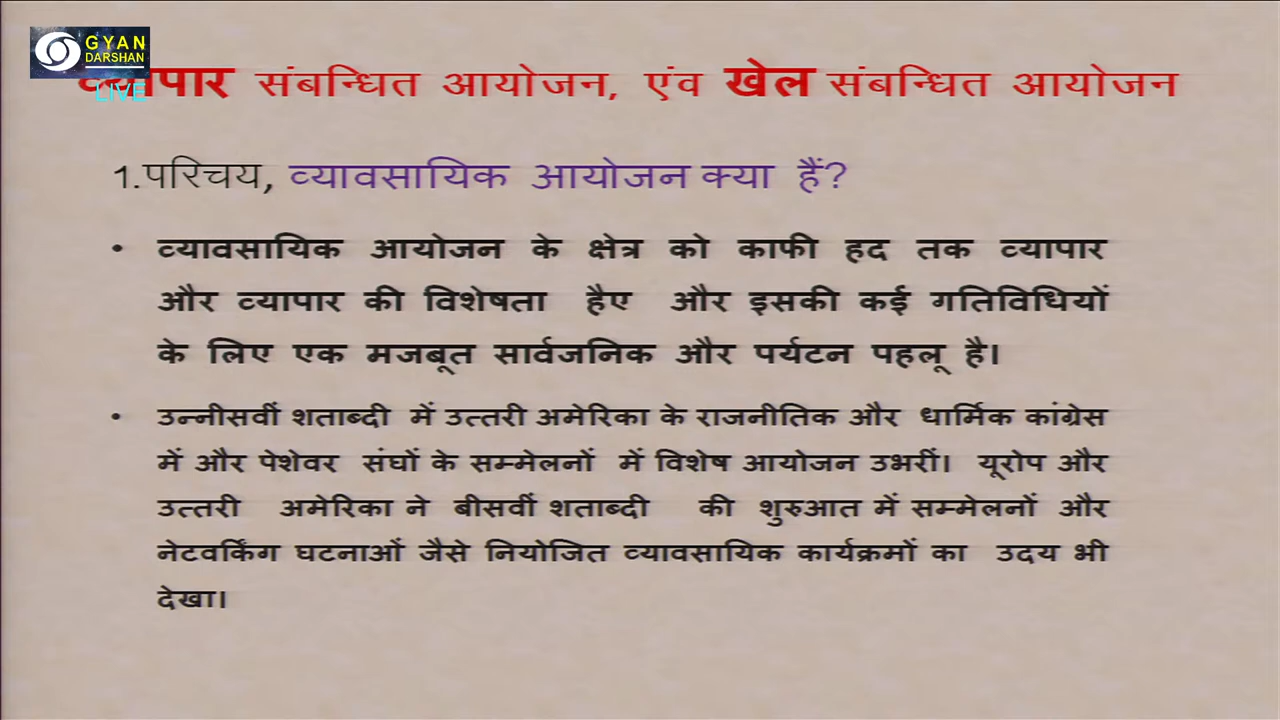 GYAN
DARSHAN
LIVE
व्यापार संबन्धित आयोजन, एंव खेल संबन्धित आयोजन
1.परिचय, व्यावसायिक आयोजन क्या हैं?
• व्यावसायिक आयोजन के क्षेत्र को काफी हद तक व्यापार
और व्यापार की विशेषता हैए और इसकी कई गतिविधियों
के लिए एक मजबूत सार्वजनिक और पर्यटन पहलू है।
• उन्नीसवीं शताब्दी में उत्तरी अमेरिका के राजनीतिक और धार्मिक कांग्रेस
में और पेशेवर संघों के सम्मेलनों में विशेष आयोजन उभरीं। यूरोप और
उत्तरी अमेरिका ने बीसवीं शताब्दी की शुरुआत में सम्मेलनों और
नेटवर्किंग घटनाओं जैसे नियोजित व्यावसायिक कार्यक्रमों का उदय भी
देखा।